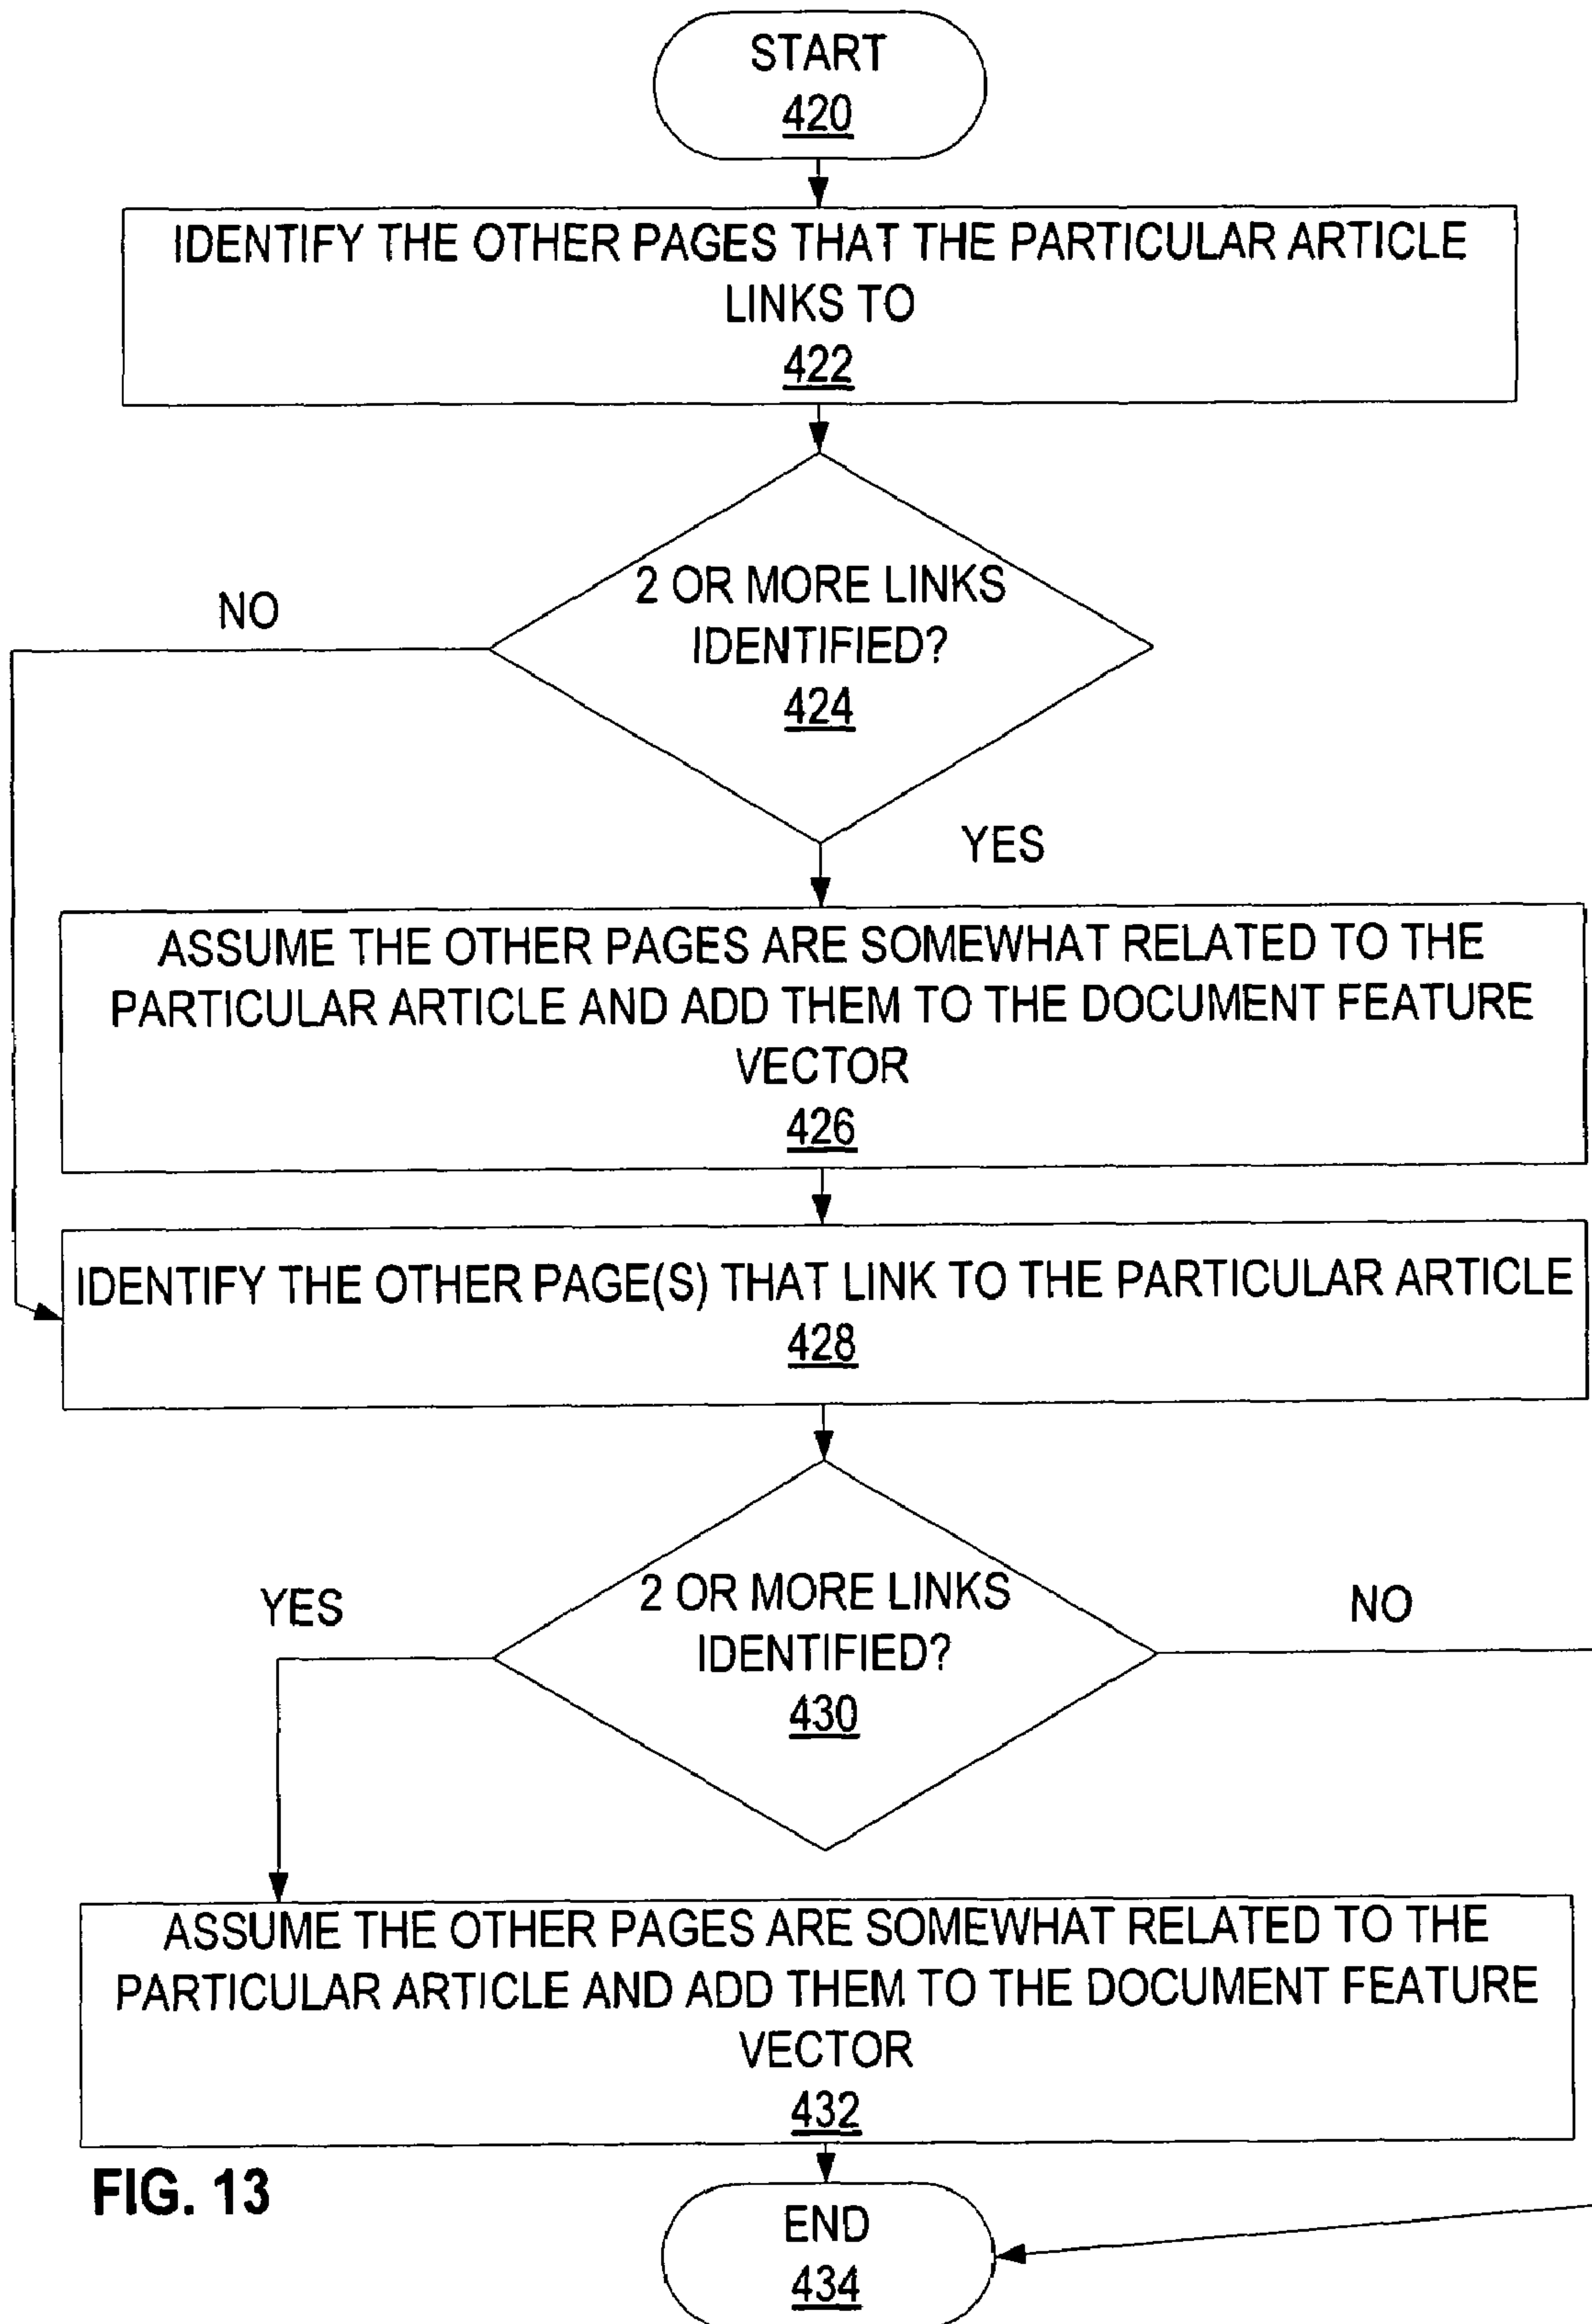 START
420
IDENTIFY THE OTHER PAGES THAT THE PARTICULAR ARTICLE
LINKS TO
422
2 OR MORE LINKS
IDENTIFIED?
424
NO
YES
ASSUME THE OTHER PAGES ARE SOMEWHAT RELATED TO THE
PARTICULAR ARTICLE AND ADD THEM TO THE DOCUMENT FEATURE
VECTOR
426
IDENTIFY THE OTHER PAGE(S) THAT LINK TO THE PARTICULAR ARTICLE
428
2 OR MORE LINKS
IDENTIFIED?
430
YES
NO
ASSUME THE OTHER PAGES ARE SOMEWHAT RELATED TO THE
PARTICULAR ARTICLE AND ADD THEM TO THE DOCUMENT FEATURE
VECTOR
432
FIG. 13
END
434